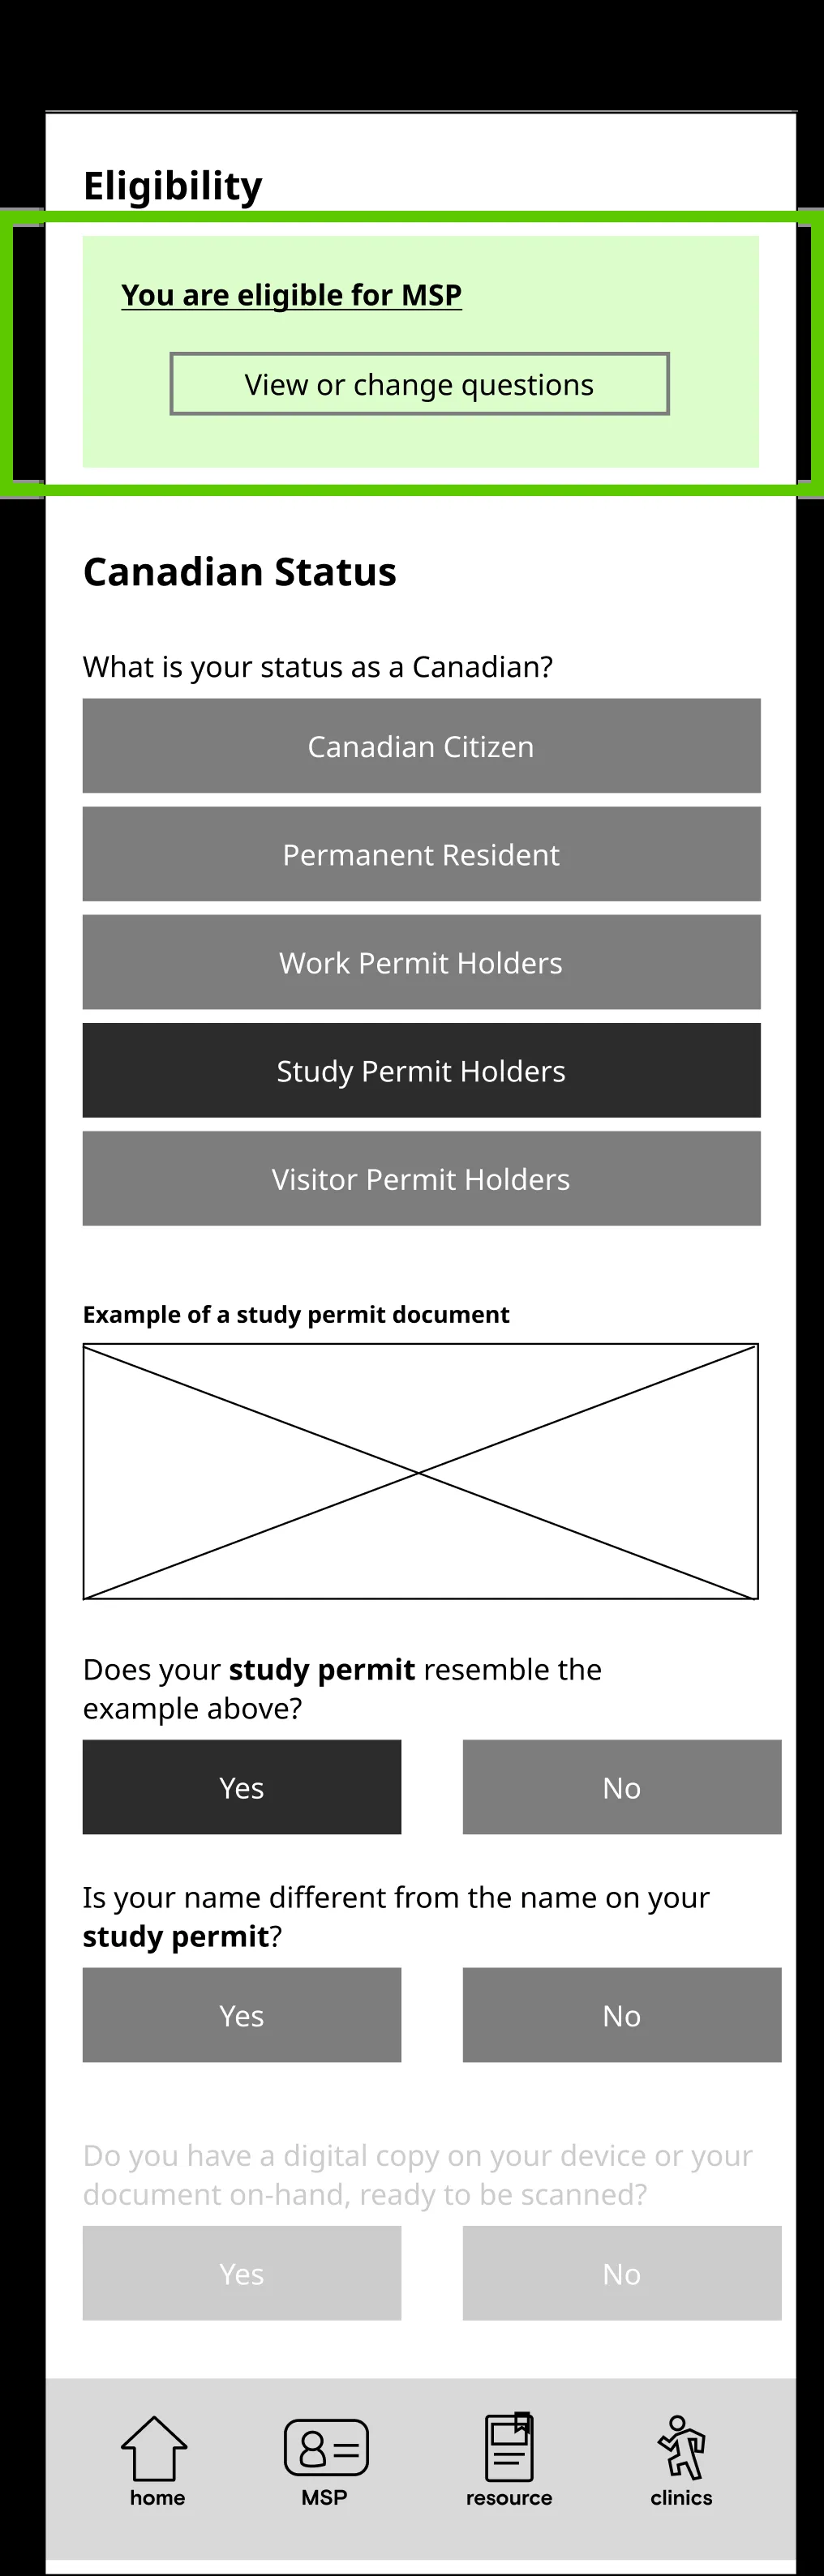 Eligibility
You are eligible for MSP
View or change questions
Canadian Status
What is your status as a Canadian?
Canadian Citizen
Permanent Resident
Work Permit Holders
Study Permit Holders
Visitor Permit Holders
Example of a study permit document
Does your study permit resemble the
example above?
Yes
No
Is your name different from the name on your
study permit?
Yes
No
Do you have a digital copy on your device or your
document on-hand, ready to be scanned?
Yes
No
home
MSP
resource
clinics